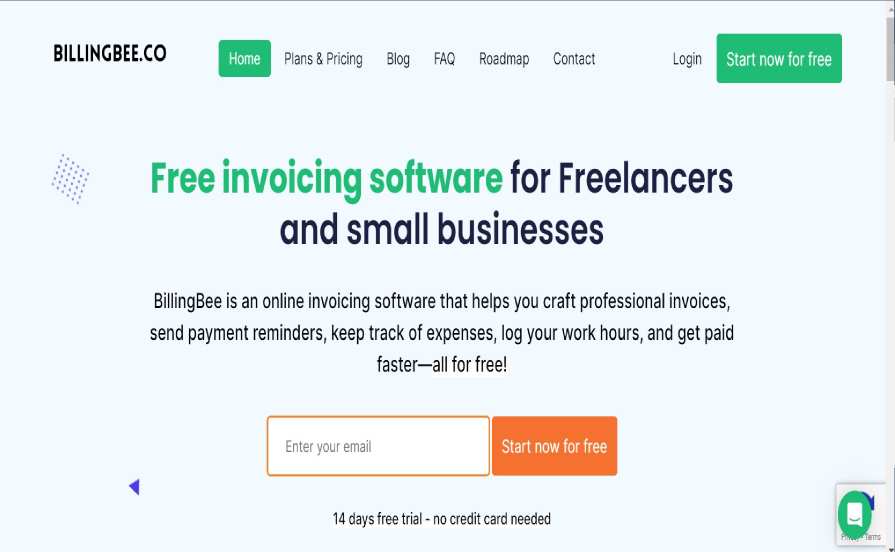 BILLINGBEE.CO
Home Plans & Pricing Blog FAQ Roadmap Contact Login Start now for free
Free invoicing software for Freelancers
and small businesses
BillingBee is an online invoicing software that helps you craft professional invoices,
send payment reminders, keep track of expenses, log your work hours, and get paid
faster—all for free!
Enter your email Start now for free
14 days free trial - no credit card needed
Terms